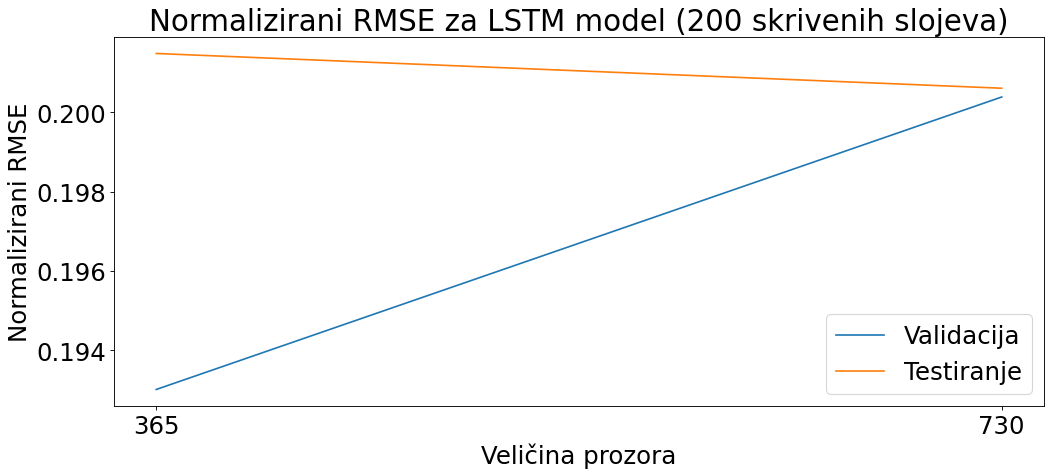 Normalizirani RMSE za LSTM model (200 skrivenih slojeva)
Normalizirani RMSE
0.200
0.198
0.196
0.194
Validacija
Testiranje
365
730
Veličina prozora